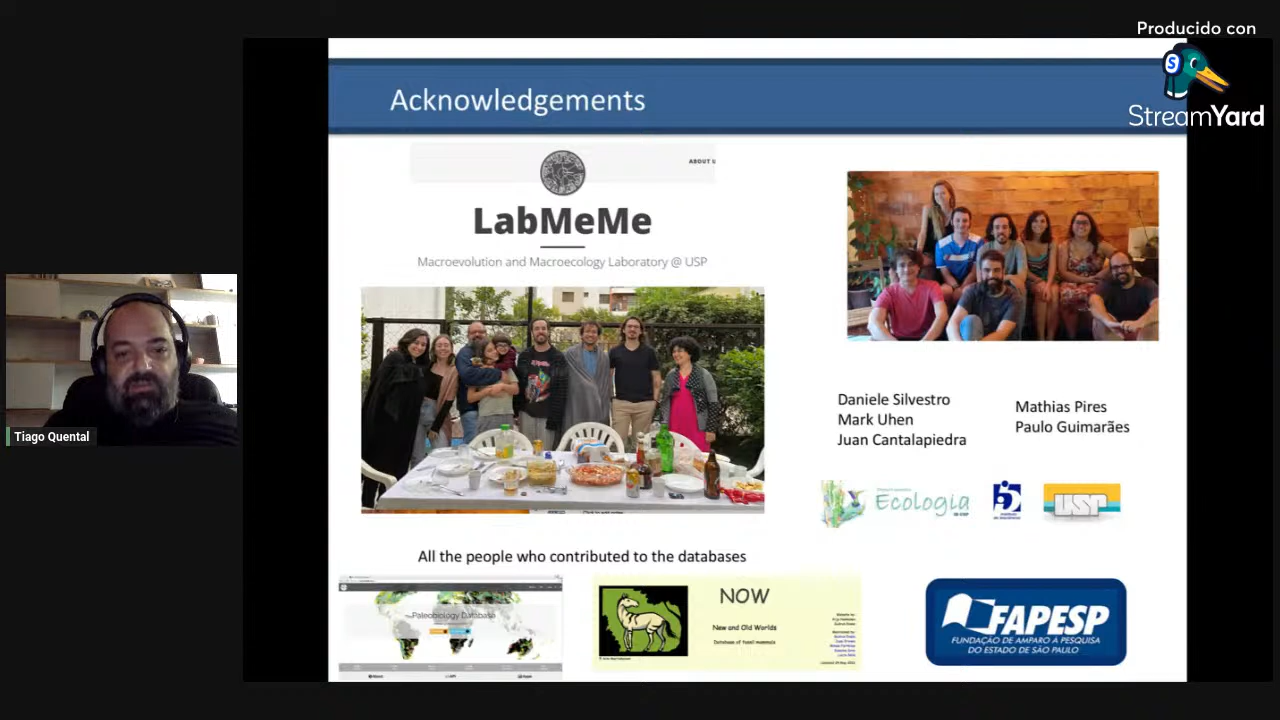 Producido con
StreamYard
Acknowledgements
ABOUT U
LabMeMe
Macroevolution and Macroecology Laboratory @ USP
Tiago Quental
Daniele Silvestro
Mark Uhen
Juan Cantalapiedra
Mathias Pires
Paulo Guimarães
Ecologia
USP
All the people who contributed to the databases
Paleobiology Database
NOW
New and Old Worlds
Database of fossil mammals
FAPESP
FUNDAÇÃO DE AMPARO A PESQUISA
DO ESTADO DE SÃO PAULO